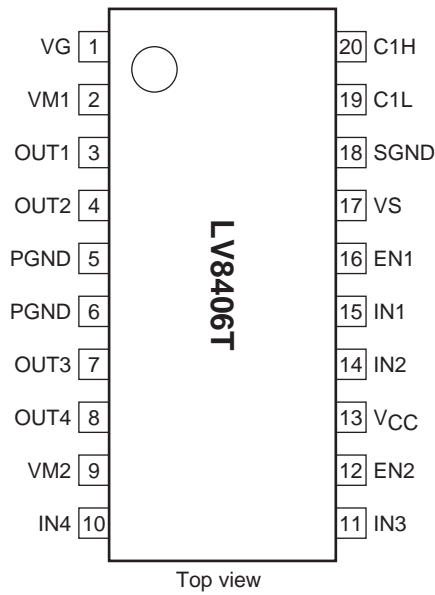 VG 1 20 C1H
VM1 2 19 C1L
OUT1 3 18 SGND
OUT2 4 17 VS
PGND 5 16 EN1
PGND 6 15 IN1
OUT3 7 14 IN2
OUT4 8 13 VCC
VM2 9 12 EN2
IN4 10 11 IN3
LV8406T
Top view